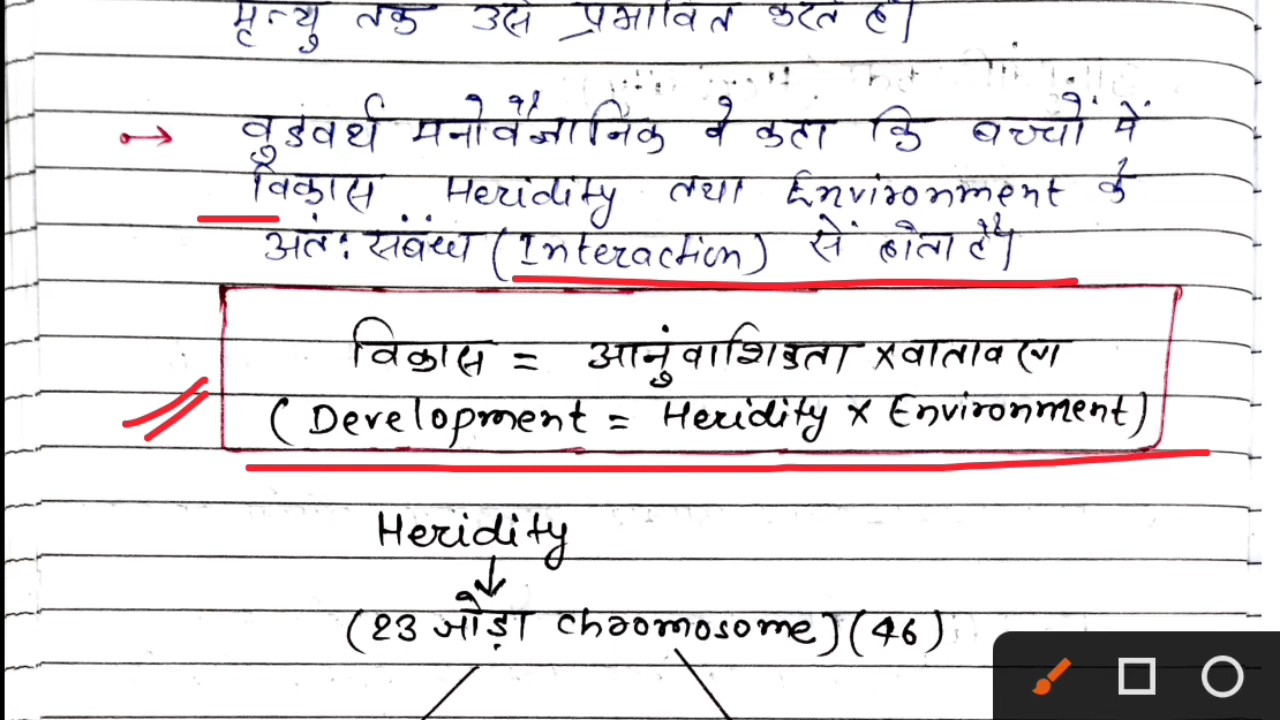 मृत्यु तक उसे प्रभावित करते है।
→ वुडवर्थ मनोवैज्ञानिक ने कहा कि बच्चों में
विकास Heridity तथा Environment के
अतं: संबंध (Interaction) सें होता है।
विकास = आनुंवाशिकता × वातावरण
(Development = Heridity × Environment)
Heridity
↓
(23 जोड़ा chromosome) (46)